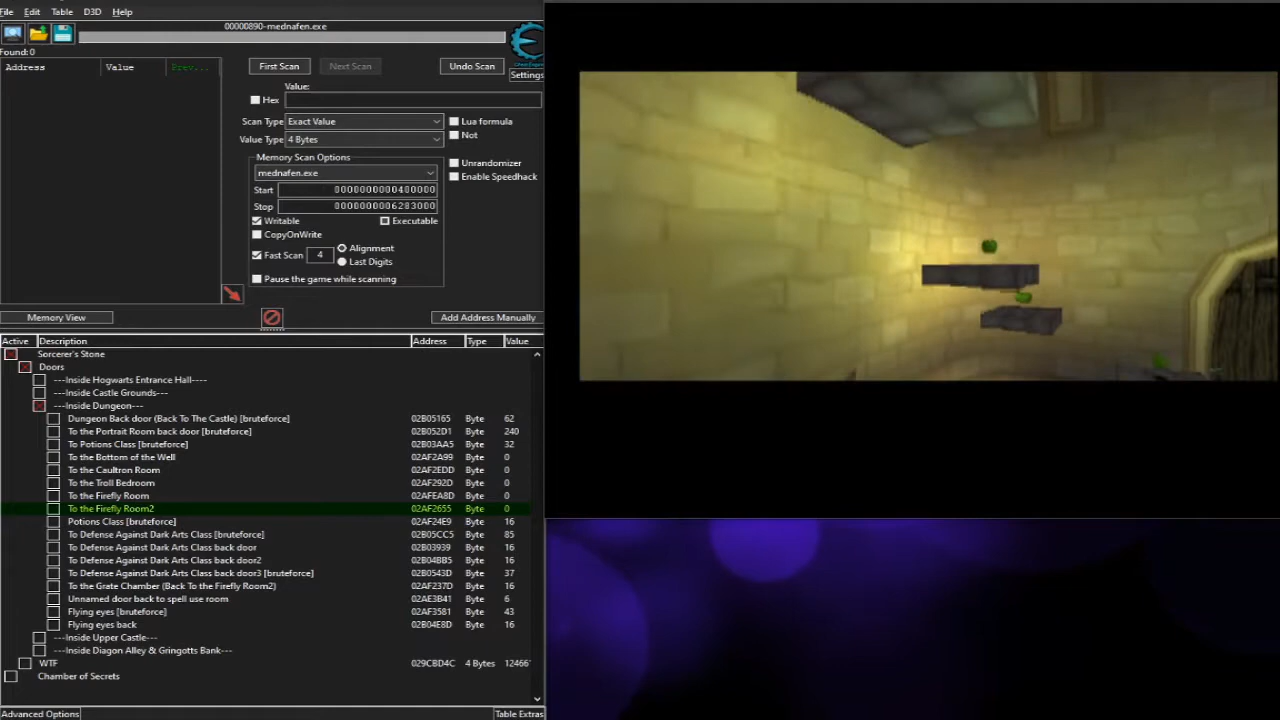 File Edit Table D3D Help
00000890-mednafen.exe
Found:0
Address Value Prev...
First Scan Next Scan Undo Scan
Settings
Value:
Hex
Scan Type Exact Value
Lua formula
Not
Value Type 4 Bytes
Memory Scan Options
mednafen.exe
Unrandomizer
Enable Speedhack
Start 0000000000400000
Stop 0000000006283000
Writable Executable
CopyOnWrite
Fast Scan 4 Alignment
Last Digits
Pause the game while scanning
Memory View Add Address Manually
Active Description Address Type Value
Sorcerer's Stone
Doors
---Inside Hogwarts Entrance Hall----
---Inside Castle Grounds---
---Inside Dungeon---
Dungeon Back door (Back To The Castle) [bruteforce] 02B05165 Byte 62
To the Portrait Room back door [bruteforce] 02B052D1 Byte 240
To Potions Class [bruteforce] 02B03AA5 Byte 32
To the Bottom of the Well 02AF2A99 Byte 0
To the Caultron Room 02AF2EDD Byte 0
To the Troll Bedroom 02AF292D Byte 0
To the Firefly Room 02AFEA8D Byte 0
To the Firefly Room2 02AF2655 Byte 0
Potions Class [bruteforce] 02AF24E9 Byte 16
To Defense Against Dark Arts Class [bruteforce] 02B05CC5 Byte 85
To Defense Against Dark Arts Class back door 02B03939 Byte 16
To Defense Against Dark Arts Class back door2 02B04BB5 Byte 16
To Defense Against Dark Arts Class back door3 [bruteforce] 02B0543D Byte 37
To the Grate Chamber (Back To the Firefly Room2) 02AF237D Byte 16
Unnamed door back to spell use room 02AE3B41 Byte 6
Flying eyes [bruteforce] 02AF3581 Byte 43
Flying eyes back 02B04E8D Byte 16
---Inside Upper Castle---
---Inside Diagon Alley & Gringotts Bank---
WTF 029CBD4C 4 Bytes 12466
Chamber of Secrets
Advanced Options Table Extras